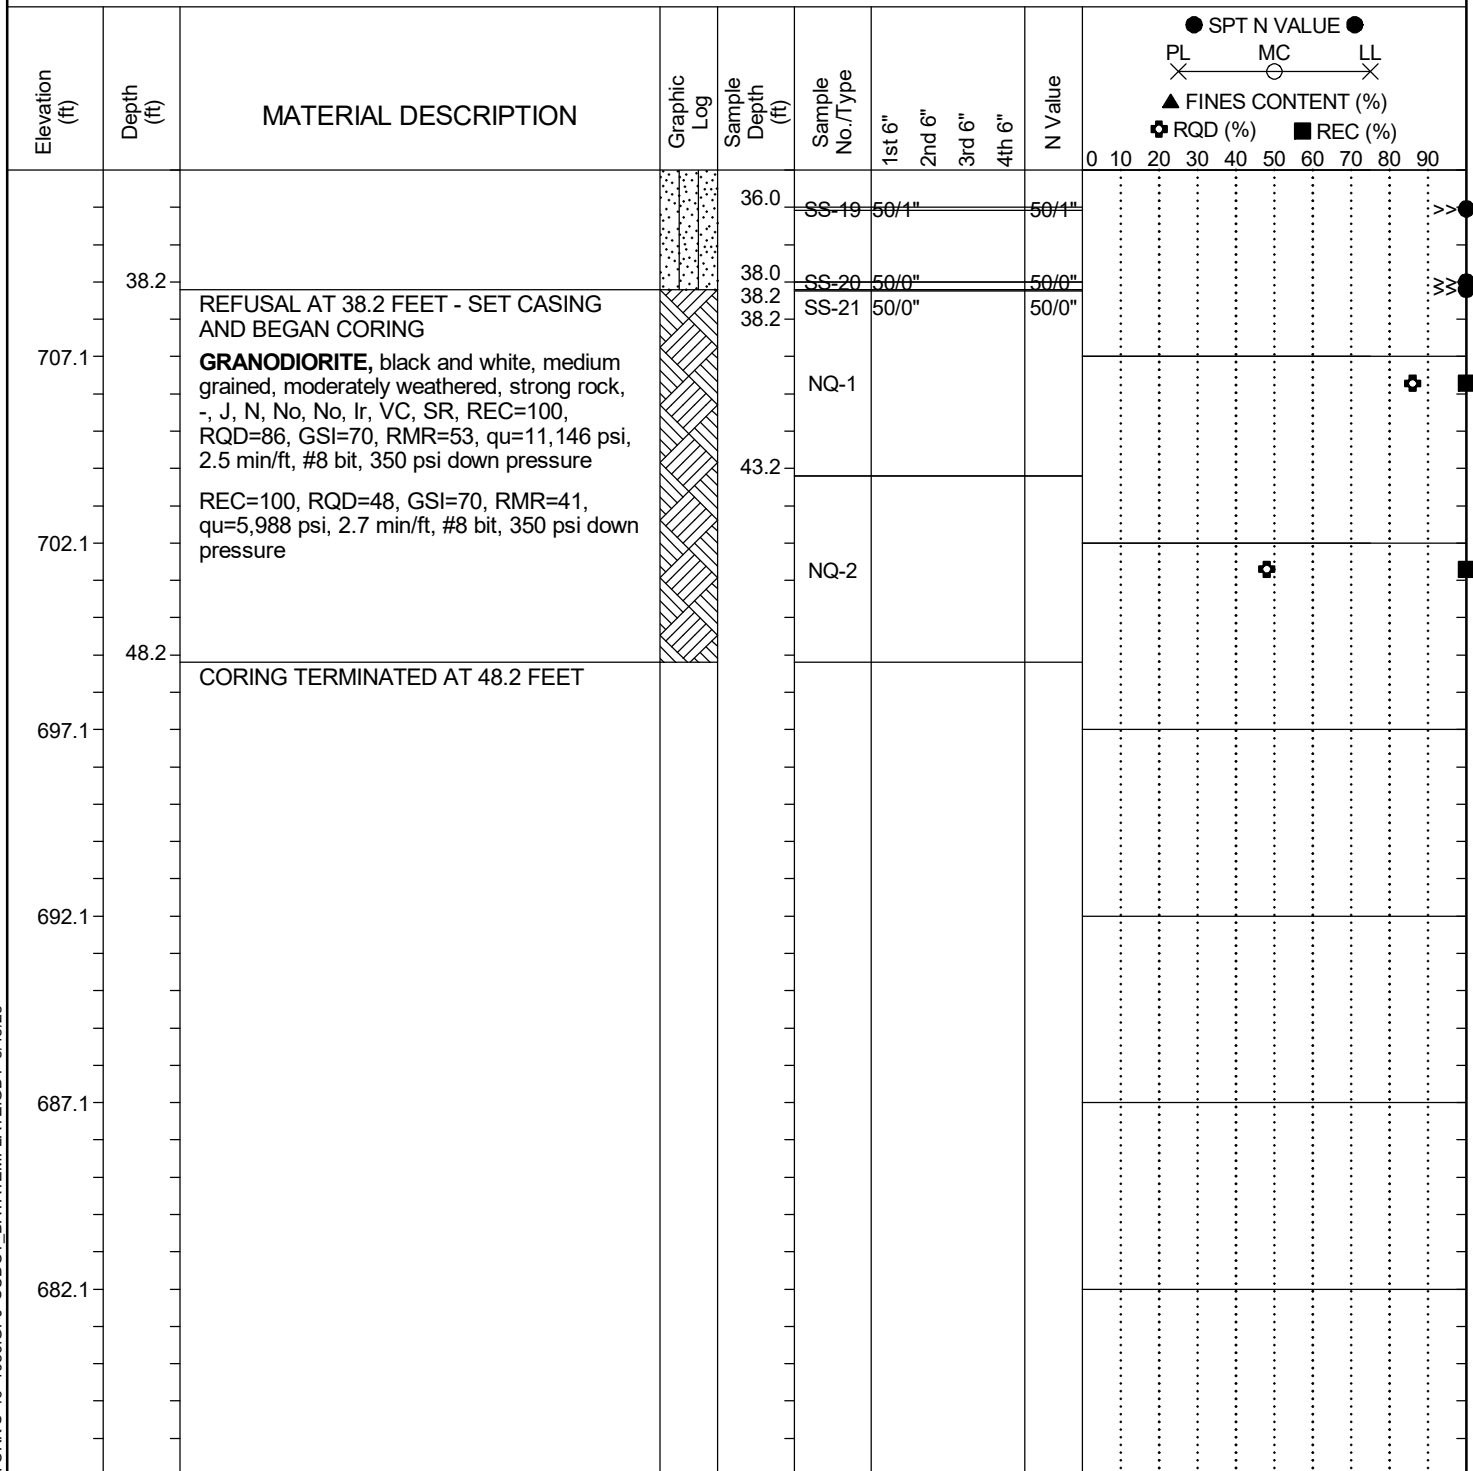 ● SPT N VALUE ●
PL MC LL
▲ FINES CONTENT (%)
RQD (%) ■ REC (%)
0 10 20 30 40 50 60 70 80 90
Elevation (ft)
Depth (ft)
MATERIAL DESCRIPTION
Graphic Log
Sample Depth (ft)
Sample No./Type
1st 6"
2nd 6"
3rd 6"
4th 6"
N Value
36.0 SS-19 50/1" 50/1" >>
38.0 SS-20 50/0" 50/0" >>
38.2 38.2 >>
REFUSAL AT 38.2 FEET - SET CASING SS-21 50/0" 50/0"
AND BEGAN CORING 38.2
707.1 GRANODIORITE, black and white, medium
grained, moderately weathered, strong rock, NQ-1
-, J, N, No, No, Ir, VC, SR, REC=100,
RQD=86, GSI=70, RMR=53, qu=11,146 psi,
2.5 min/ft, #8 bit, 350 psi down pressure 43.2
REC=100, RQD=48, GSI=70, RMR=41,
qu=5,988 psi, 2.7 min/ft, #8 bit, 350 psi down
702.1 pressure
NQ-2
48.2
CORING TERMINATED AT 48.2 FEET
697.1
692.1
687.1
682.1